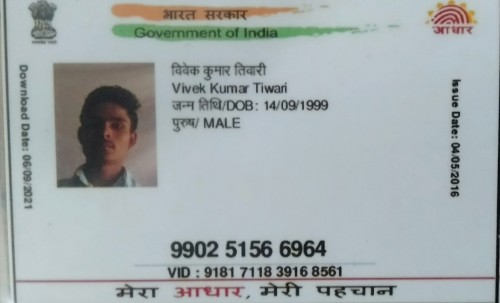 भारत सरकार
Government of India
आधार
Download Date: 06/09/2021
विवेक कुमार तिवारी
Vivek Kumar Tiwari
जन्म तिथि/DOB: 14/09/1999
पुरुष/ MALE
Issue Date: 04/05/2016
9902 5156 6964
VID : 9181 7118 3916 8561
मेरा आधार, मेरी पहचान